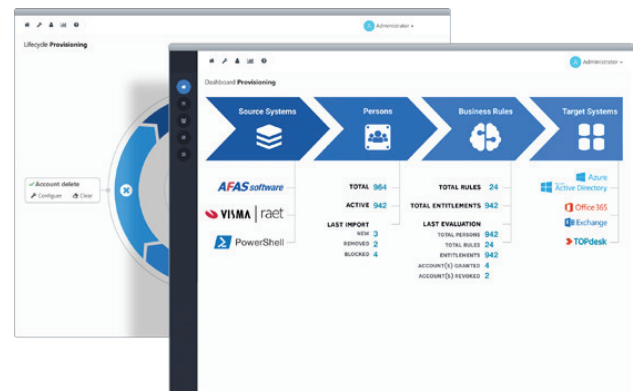 Administrator
Lifecycle Provisioning
Account delete
Configure Clear
Administrator
Dashboard Provisioning
Source Systems
Persons
Business Rules
Target Systems
AFAS software
VISMA | raet
PowerShell
TOTAL 964
ACTIVE 942
LAST IMPORT
NEW 3
REMOVED 2
BLOCKED 4
TOTAL RULES 24
TOTAL ENTITLEMENTS 942
LAST EVALUATION
TOTAL PERSONS 942
TOTAL RULES 24
ENTITLEMENTS 942
ACCOUNT(S) GRANTED 4
ACCOUNT(S) REVOKED 2
Azure
Active Directory
Office 365
Exchange
TOPdesk